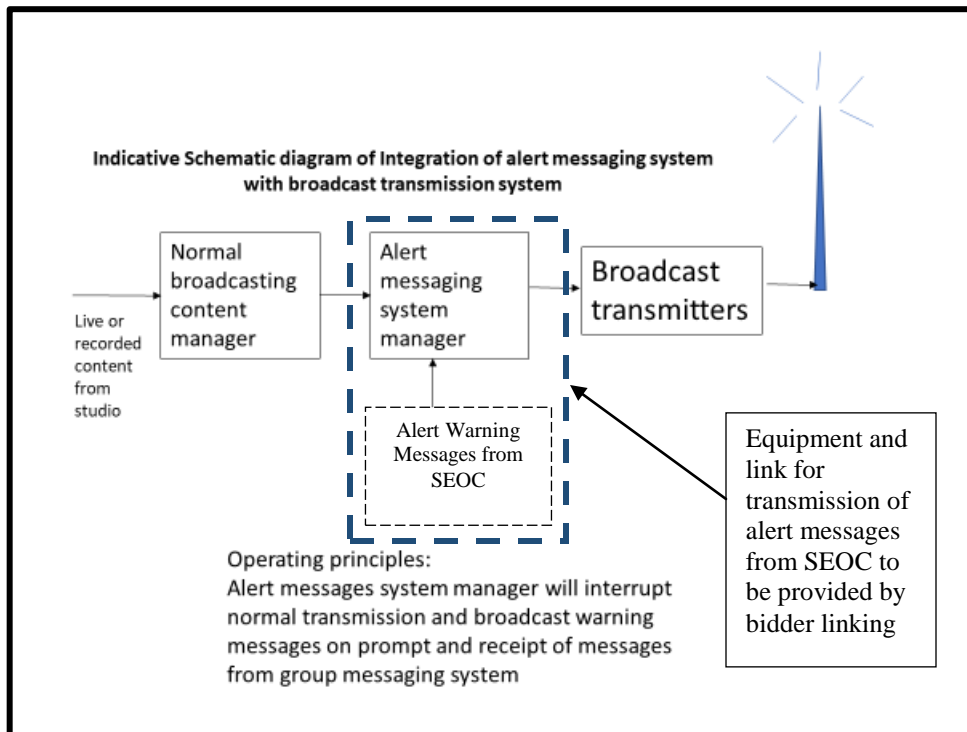 Indicative Schematic diagram of Integration of alert messaging system
with broadcast transmission system
Live or
recorded
content
from
studio
Normal
broadcasting
content
manager
Alert
messaging
system
manager
Broadcast
transmitters
Alert Warning
Messages from
SEOC
Equipment and
link for
transmission of
alert messages
from SEOC to
be provided by
bidder linking
Operating principles:
Alert messages system manager will interrupt
normal transmission and broadcast warning
messages on prompt and receipt of messages
from group messaging system